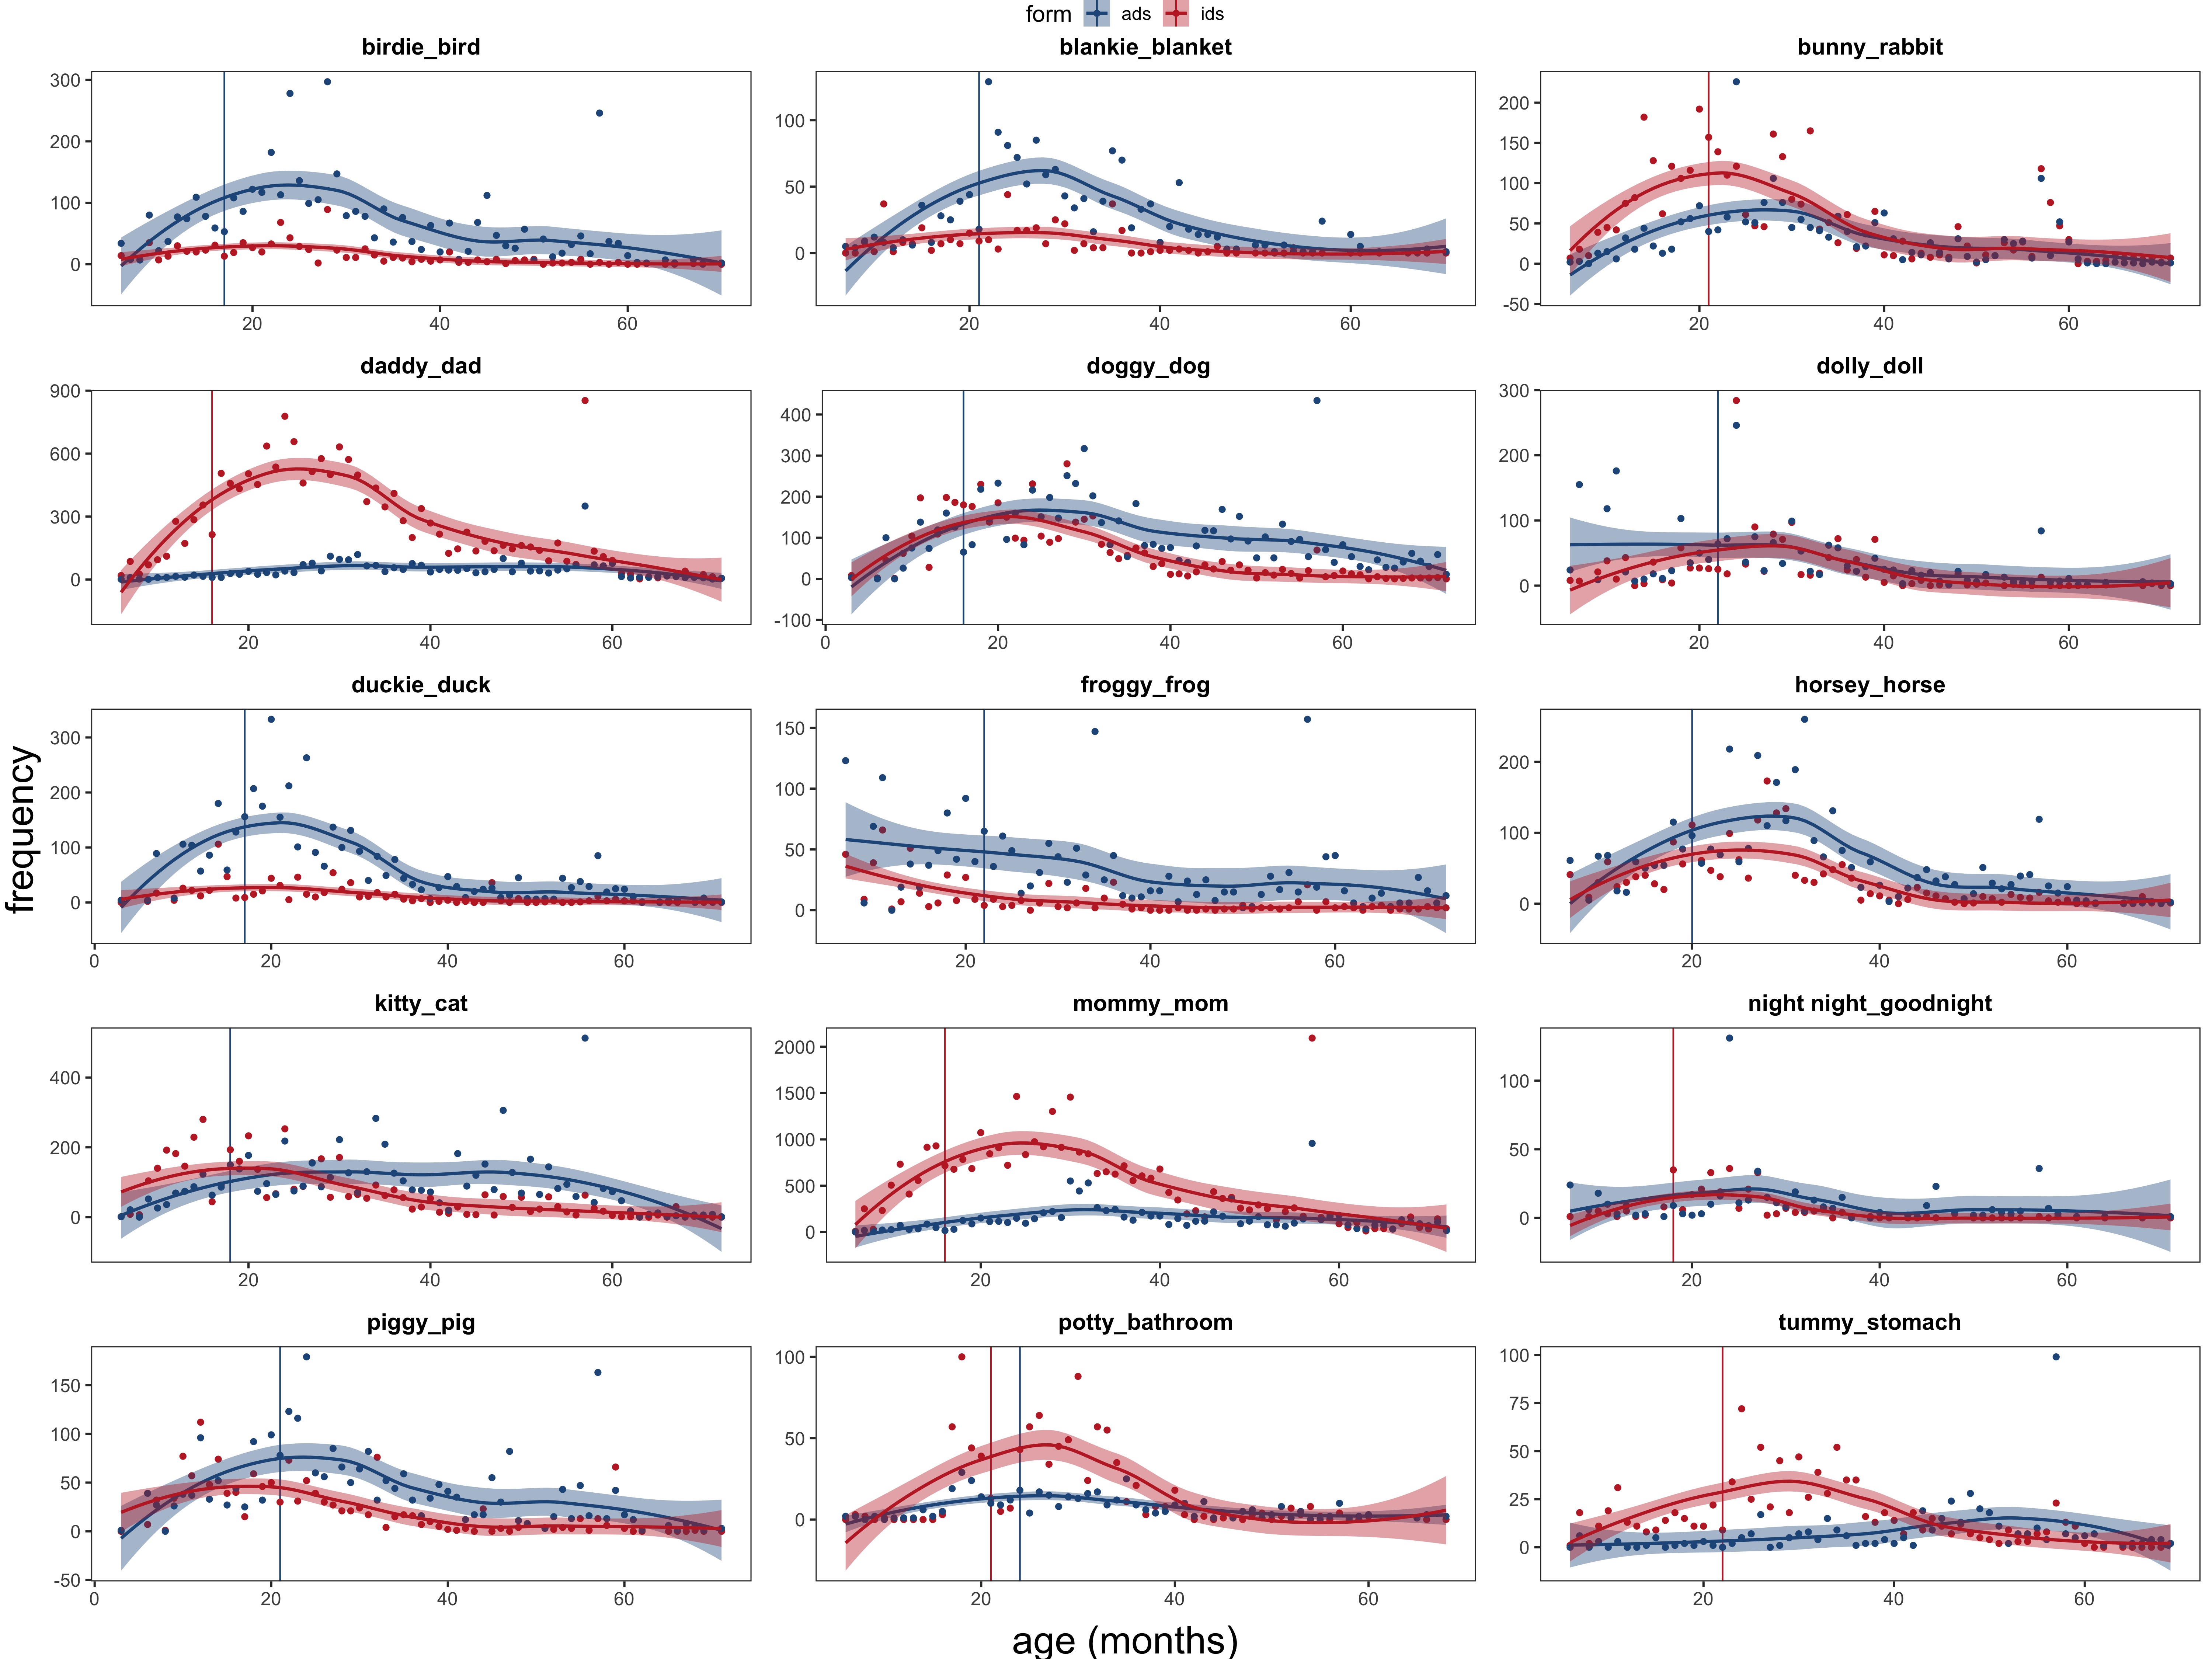 form ads ids
birdie_bird blankie_blanket bunny_rabbit
300
200
100
0
20 40 60
100
50
0
20 40 60
200
150
100
50
0
-50
20 40 60
daddy_dad doggy_dog dolly_doll
900
600
300
0
20 40 60
400
300
200
100
0
-100
0 20 40 60
300
200
100
0
20 40 60
duckie_duck froggy_frog horsey_horse
300
200
100
0
0 20 40 60
150
100
50
0
20 40 60
200
100
0
20 40 60
kitty_cat mommy_mom night night_goodnight
400
200
0
20 40 60
2000
1500
1000
500
0
20 40 60
100
50
0
20 40 60
piggy_pig potty_bathroom tummy_stomach
150
100
50
0
-50
0 20 40 60
100
50
0
20 40 60
100
75
50
25
0
20 40 60
frequency
age (months)